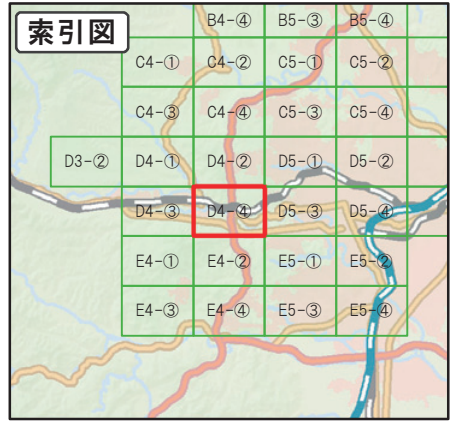 索引図
B4-④ B5-③ B5-④
C4-① C4-② C5-① C5-②
C4-③ C4-④ C5-③ C5-④
D3-② D4-① D4-② D5-① D5-②
D4-③ D4-④ D5-③ D5-④
E4-① E4-② E5-① E5-②
E4-③ E4-④ E5-③ E5-④